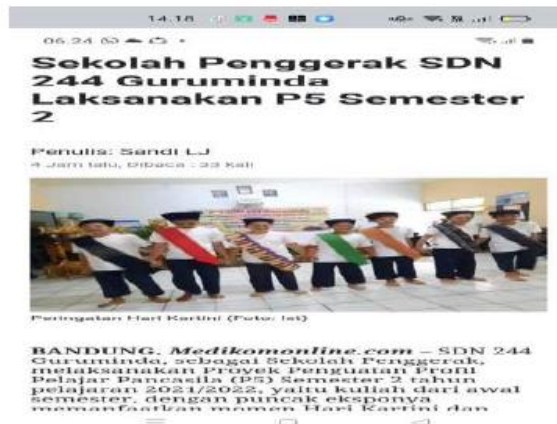 14.18
06.24
Sekolah Penggerak SDN
244 Guruminda
Laksanakan P5 Semester
2
Penulis: Sandi LJ
4 Jam lalu, Dibaca : 33 kali
Peringatan Hari Kartini (Foto: Ist)
BANDUNG, Medikomonline.com – SDN 244
Guruminda, sebagai Sekolah Penggerak,
melaksanakan Proyek Penguatan Profil
Pelajar Pancasila (P5) Semester 2 tahun
pelajaran 2021/2022, yaitu kuliah dari awal
semester, dengan puncak eksponya
memanfaatkan momen Hari Kartini dan